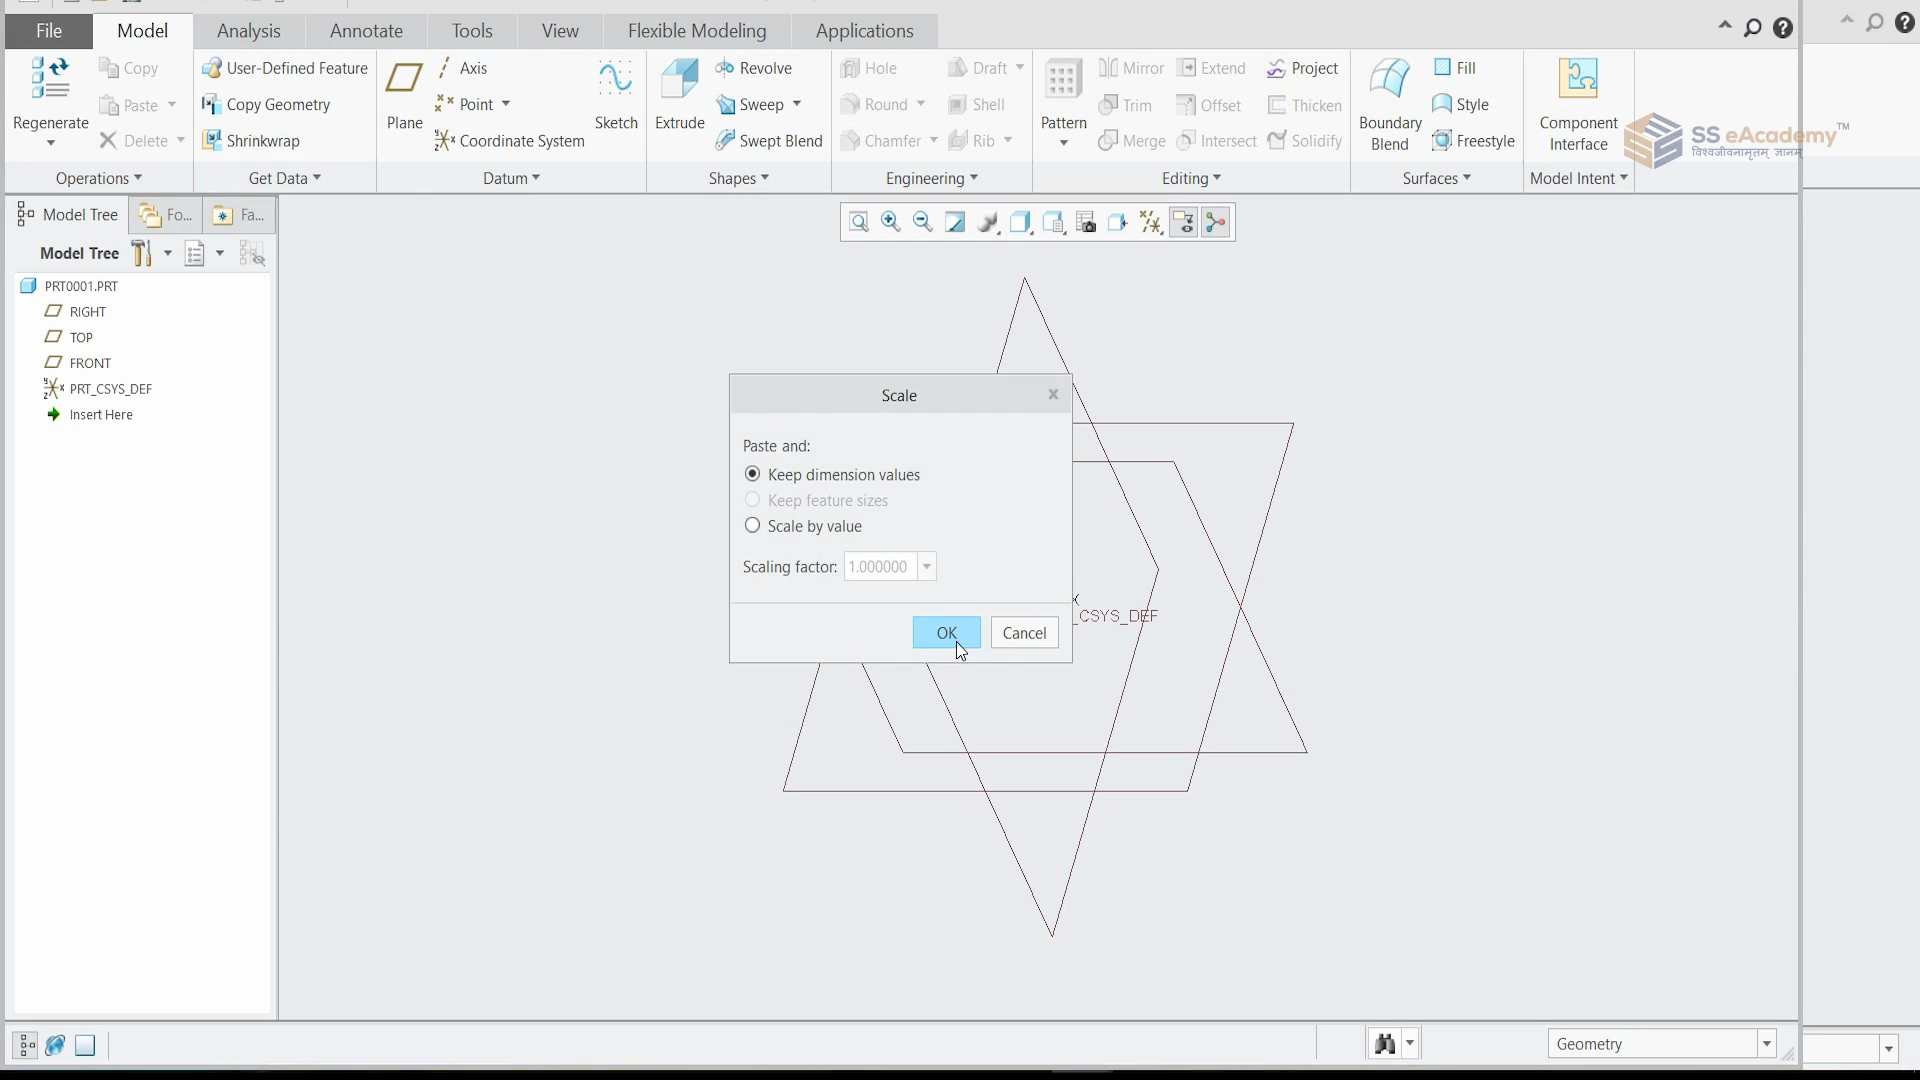 File Model Analysis Annotate Tools View Flexible Modeling Applications
Regenerate
Copy
Paste
Delete
Operations
User-Defined Feature
Copy Geometry
Shrinkwrap
Get Data
Plane
Axis
Point
Coordinate System
Sketch
Datum
Extrude
Revolve
Sweep
Swept Blend
Shapes
Hole
Round
Chamfer
Draft
Shell
Rib
Engineering
Pattern
Mirror
Trim
Merge
Extend
Offset
Intersect
Project
Thicken
Solidify
Editing
Boundary
Blend
Fill
Style
Freestyle
Surfaces
Component
Interface
Model Intent
SS eAcademy™
विश्वजीवनामृतम् ज्ञानम्
Model Tree Fo... Fa...
Model Tree
PRT0001.PRT
RIGHT
TOP
FRONT
PRT_CSYS_DEF
Insert Here
Scale
Paste and:
Keep dimension values
Keep feature sizes
Scale by value
Scaling factor: 1.000000
OK Cancel
_CSYS_DEF
Geometry